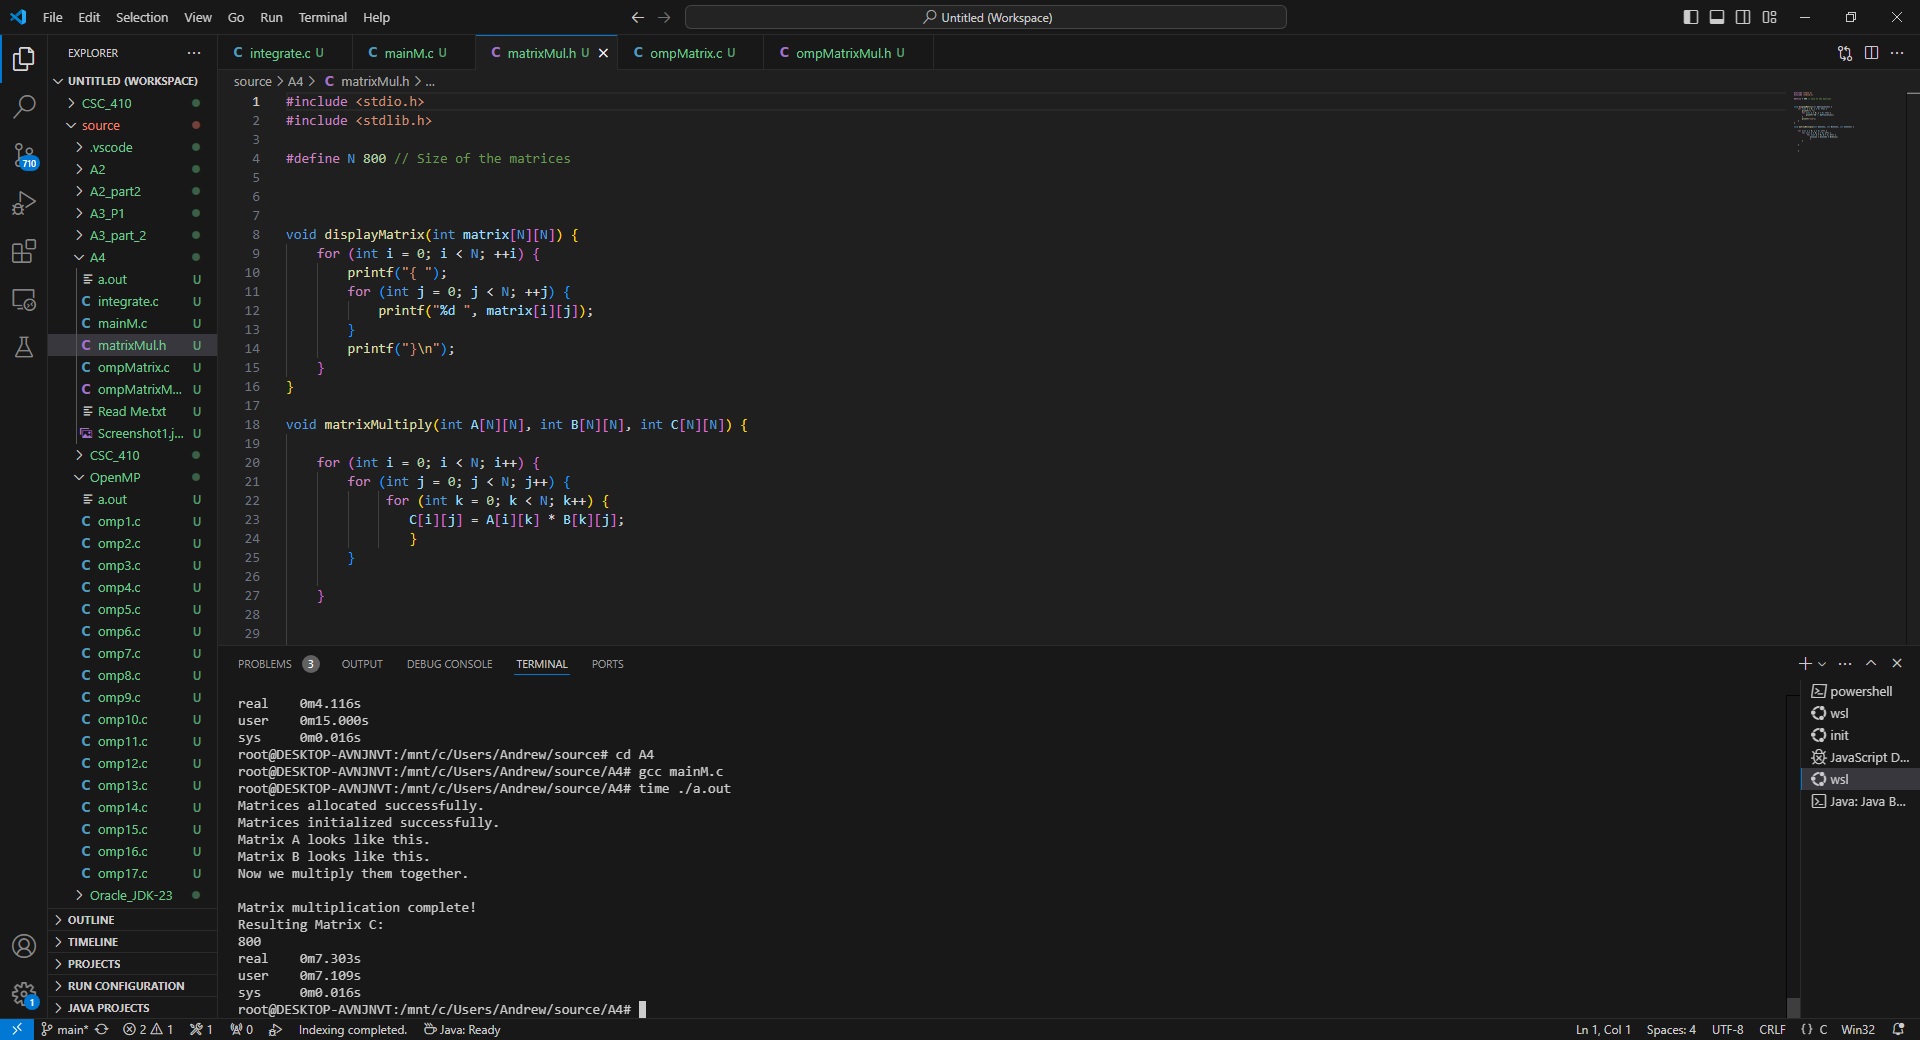 File Edit Selection View Go Run Terminal Help
Untitled (Workspace)
EXPLORER
UNTITLED (WORKSPACE)
CSC_410
source
.vscode
A2
A2_part2
A3_P1
A3_part_2
A4
a.out U
integrate.c U
mainM.c U
matrixMul.h U
ompMatrix.c U
ompMatrixM... U
Read Me.txt U
Screenshot1.j... U
CSC_410
OpenMP
a.out U
omp1.c U
omp2.c U
omp3.c U
omp4.c U
omp5.c U
omp6.c U
omp7.c U
omp8.c U
omp9.c U
omp10.c U
omp11.c U
omp12.c U
omp13.c U
omp14.c U
omp15.c U
omp16.c U
omp17.c U
Oracle_JDK-23
OUTLINE
TIMELINE
PROJECTS
RUN CONFIGURATION
JAVA PROJECTS
710
1
C integrate.c U C mainM.c U C matrixMul.h U C ompMatrix.c U C ompMatrixMul.h U
source > A4 > C matrixMul.h > ...
1 #include <stdio.h>
2 #include <stdlib.h>
3
4 #define N 800 // Size of the matrices
5
6
7
8 void displayMatrix(int matrix[N][N]) {
9 for (int i = 0; i < N; ++i) {
10 printf("{ ");
11 for (int j = 0; j < N; ++j) {
12 printf("%d ", matrix[i][j]);
13 }
14 printf("}\n");
15 }
16 }
17
18 void matrixMultiply(int A[N][N], int B[N][N], int C[N][N]) {
19
20 for (int i = 0; i < N; i++) {
21 for (int j = 0; j < N; j++) {
22 for (int k = 0; k < N; k++) {
23 C[i][j] = A[i][k] * B[k][j];
24 }
25 }
26
27 }
28
29
PROBLEMS 3 OUTPUT DEBUG CONSOLE TERMINAL PORTS
real 0m4.116s
user 0m15.000s
sys 0m0.016s
root@DESKTOP-AVNJNVT:/mnt/c/Users/Andrew/source# cd A4
root@DESKTOP-AVNJNVT:/mnt/c/Users/Andrew/source/A4# gcc mainM.c
root@DESKTOP-AVNJNVT:/mnt/c/Users/Andrew/source/A4# time ./a.out
Matrices allocated successfully.
Matrices initialized successfully.
Matrix A looks like this.
Matrix B looks like this.
Now we multiply them together.

Matrix multiplication complete!
Resulting Matrix C:
800
real 0m7.303s
user 0m7.109s
sys 0m0.016s
root@DESKTOP-AVNJNVT:/mnt/c/Users/Andrew/source/A4#
powershell
wsl
init
JavaScript D...
wsl
Java: Java B...
main* 2 1 1 0 Indexing completed. Java: Ready Ln 1, Col 1 Spaces: 4 UTF-8 CRLF {} C Win32